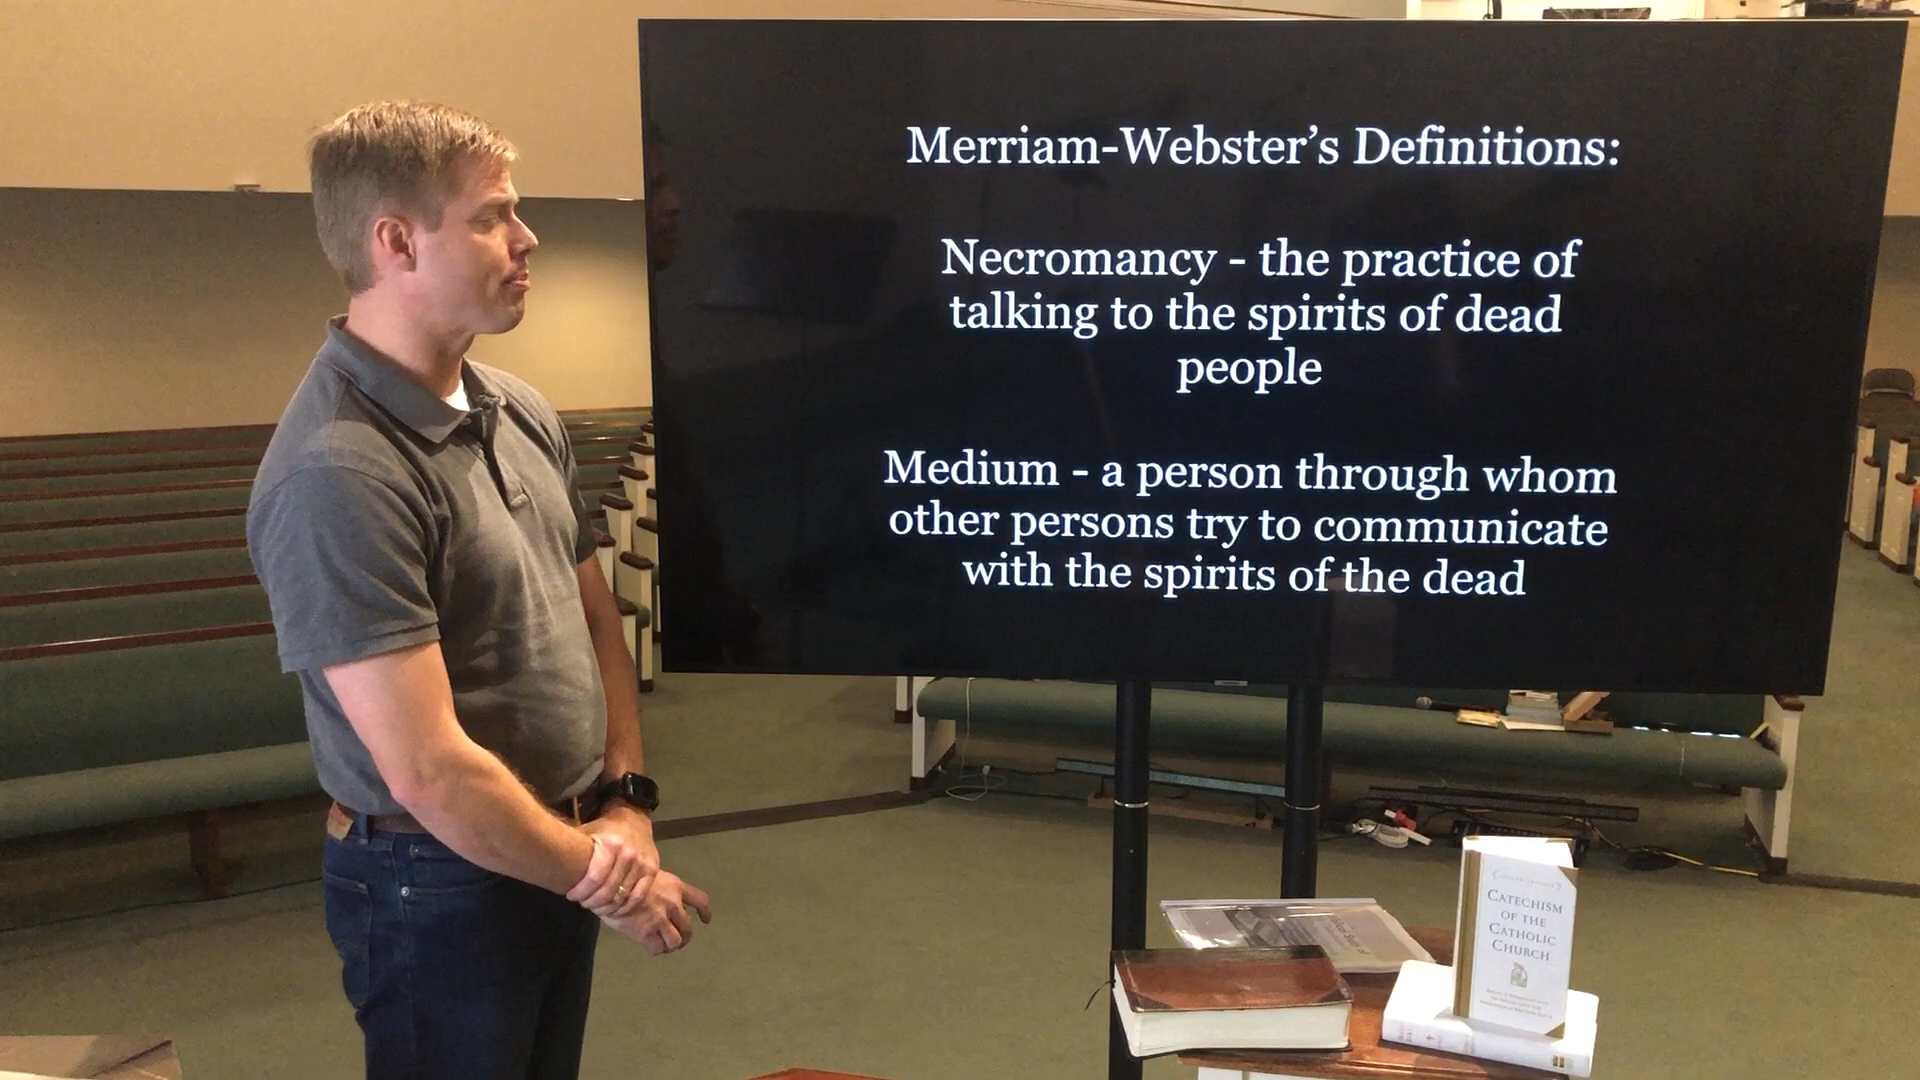 Merriam-Webster's Definitions:
Necromancy - the practice of
talking to the spirits of dead
people
Medium - a person through whom
other persons try to communicate
with the spirits of the dead
CATECHISM
OF THE
CATHOLIC
CHURCH